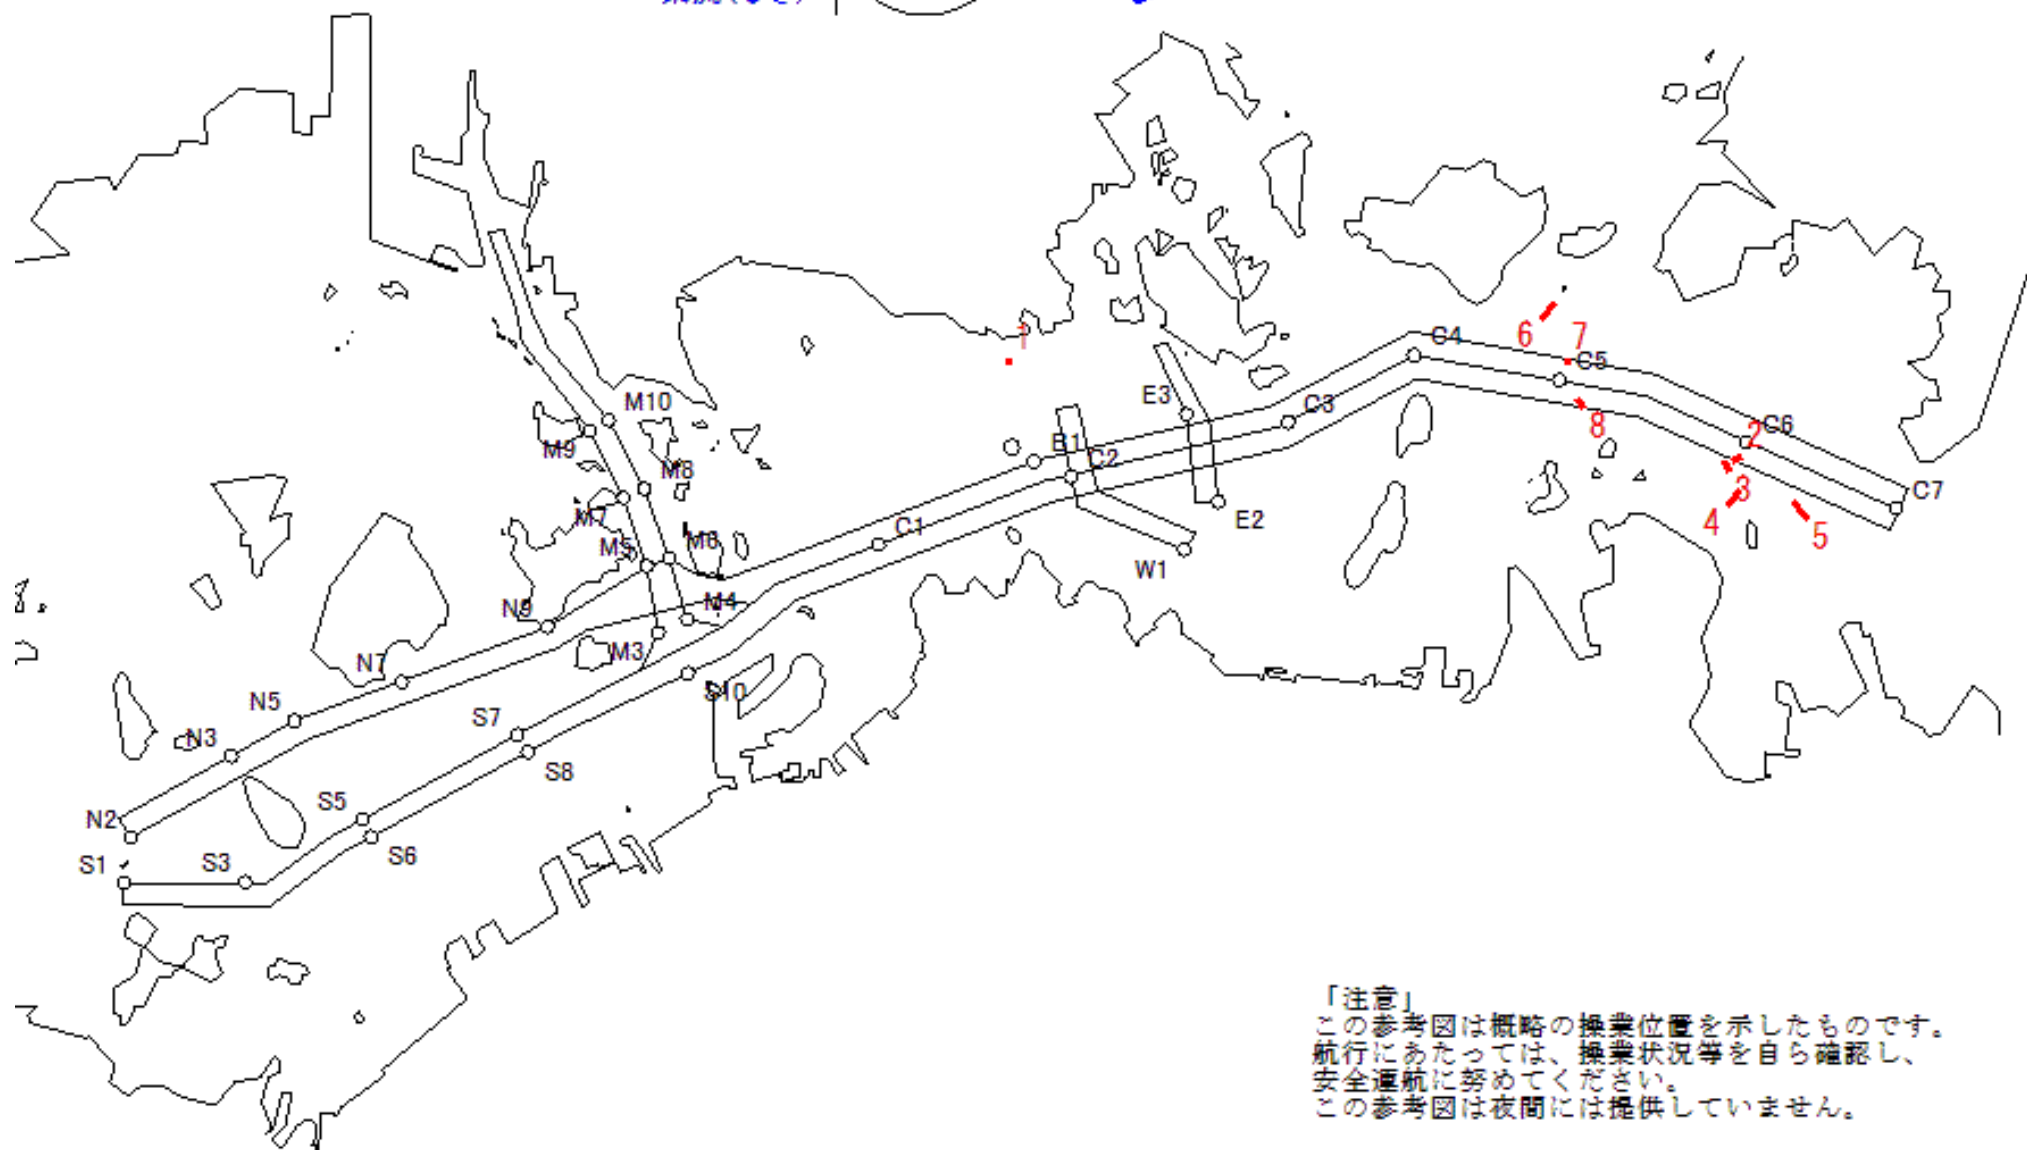 1
C4
6
7
C5
E3
M10
C3
8
C6
2
B1
M9
C2
M8
3
C7
M7
C1
E2
4
5
M5
M6
W1
N9
M4
M3
N7
S10
N5
S7
N3
S8
S5
N2
S6
S1
S3
「注意」
この参考図は概略の操業位置を示したものです。
航行にあたっては、操業状況等を自ら確認し、
安全運航に努めてください。
この参考図は夜間には提供していません。